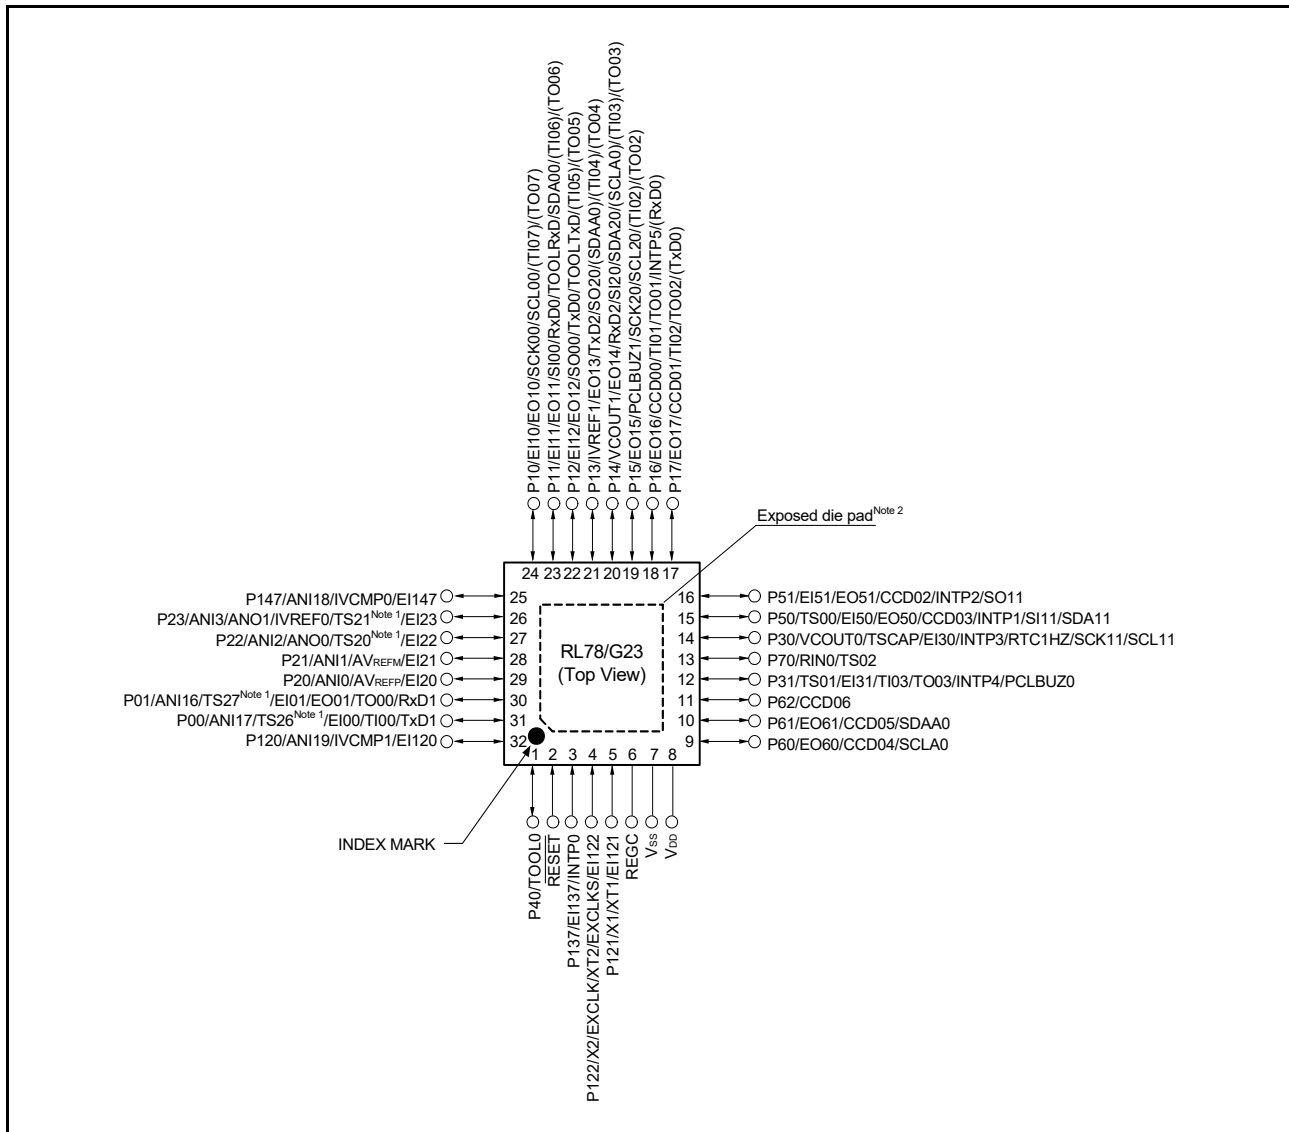 P10/EI10/EO10/SCK00/SCL00/(TI07)/(TO07)
P11/EI11/EO11/SI00/RxD0/TOOLRxD/SDA00/(TI06)/(TO06)
P12/EI12/EO12/SO00/TxD0/TOOLTxD/(TI05)/(TO05)
P13/IVREF1/EO13/TxD2/SO20/(SDAA0)/(TI04)/(TO04)
P14/VCOUT1/EO14/RxD2/SI20/SDA20/(SCLA0)/(TI03)/(TO03)
P15/EO15/PCLBUZ1/SCK20/SCL20/(TI02)/(TO02)
P16/EO16/CCD00/TI01/TO01/INTP5/(RxD0)
P17/EO17/CCD01/TI02/TO02/(TxD0)
Exposed die pad Note 2
24 23 22 21 20 19 18 17
P147/ANI18/IVCMP0/EI147 25
P23/ANI3/ANO1/IVREF0/TS21 Note 1/EI23 26
P22/ANI2/ANO0/TS20 Note 1/EI22 27
P21/ANI1/AVREFM/EI21 28
P20/ANI0/AVREFP/EI20 29
P01/ANI16/TS27 Note 1/EI01/EO01/TO00/RxD1 30
P00/ANI17/TS26 Note 1/EI00/TI00/TxD1 31
P120/ANI19/IVCMP1/EI120 32
RL78/G23
(Top View)
16 P51/EI51/EO51/CCD02/INTP2/SO11
15 P50/TS00/EI50/EO50/CCD03/INTP1/SI11/SDA11
14 P30/VCOUT0/TSCAP/EI30/INTP3/RTC1HZ/SCK11/SCL11
13 P70/RIN0/TS02
12 P31/TS01/EI31/TI03/TO03/INTP4/PCLBUZ0
11 P62/CCD06
10 P61/EO61/CCD05/SDAA0
9 P60/EO60/CCD04/SCLA0
1 2 3 4 5 6 7 8
INDEX MARK
P40/TOOL0
RESET
P137/EI137/INTP0
P122/X2/EXCLK/XT2/EXCLKS/EI122
P121/X1/XT1/EI121
REGC
VSS
VDD